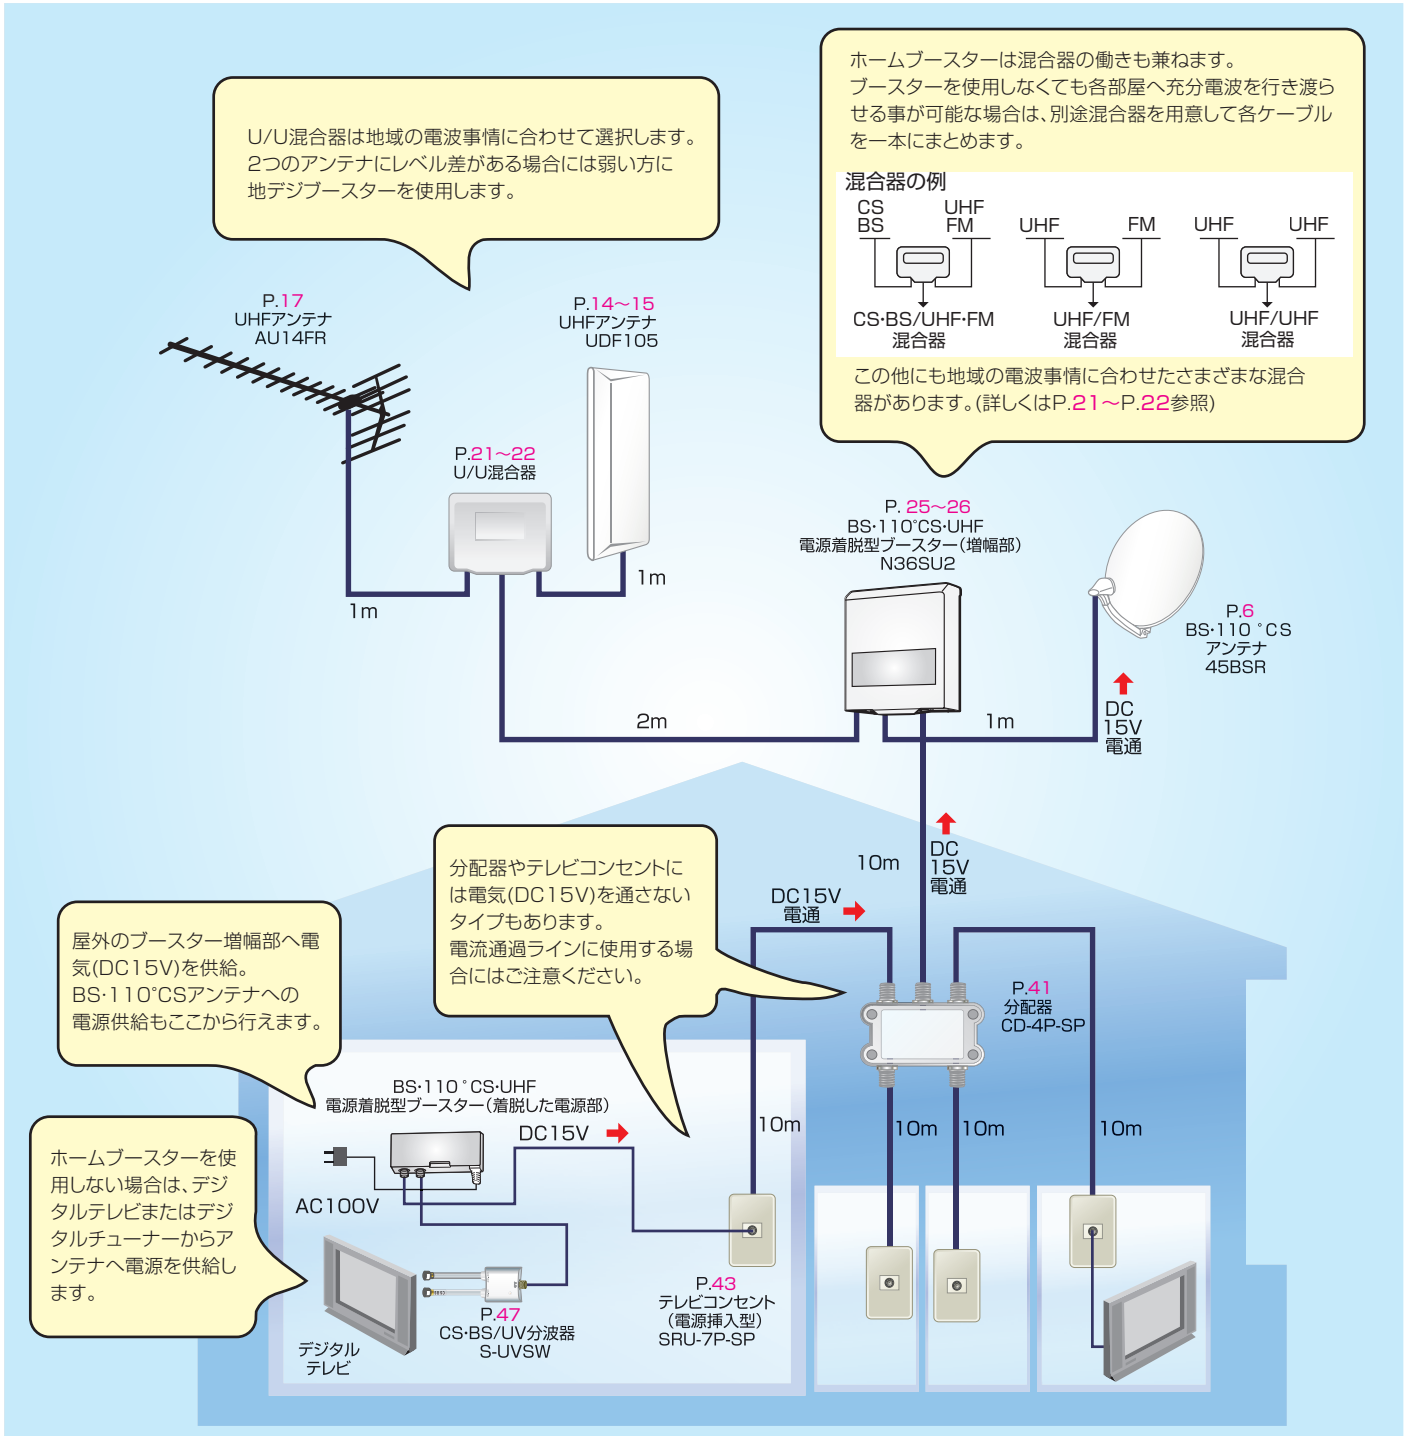 ホームブースターは混合器の働きも兼ねます。
ブースターを使用しなくても各部屋へ充分電波を行き渡ら
せる事が可能な場合は、別途混合器を用意して各ケーブル
を一本にまとめます。
混合器の例
CS
BS
UHF
FM
UHF
FM
UHF
UHF
CS・BS/UHF・FM
混合器
UHF/FM
混合器
UHF/UHF
混合器
この他にも地域の電波事情に合わせたさまざまな混合
器があります。(詳しくはP.21〜P.22参照)
U/U混合器は地域の電波事情に合わせて選択します。
2つのアンテナにレベル差がある場合には弱い方に
地デジブースターを使用します。
P.17
UHFアンテナ
AU14FR
P.14〜15
UHFアンテナ
UDF105
P.21〜22
U/U混合器
1m
1m
P. 25〜26
BS・110°CS・UHF
電源着脱型ブースター(増幅部)
N36SU2
P.6
BS・110°CS
アンテナ
45BSR
2m
1m
DC
15V
電通
10m
DC
15V
電通
分配器やテレビコンセントに
は電気(DC15V)を通さない
タイプもあります。
電流通過ラインに使用する場
合にはご注意ください。
DC15V
電通
屋外のブースター増幅部へ電
気(DC15V)を供給。
BS・110°CSアンテナへの
電源供給もここから行えます。
P.41
分配器
CD-4P-SP
BS・110°CS・UHF
電源着脱型ブースター(着脱した電源部)
DC15V
10m
10m
10m
10m
ホームブースターを使
用しない場合は、デジ
タルテレビまたはデジ
タルチューナーからア
ンテナへ電源を供給し
ます。
AC100V
P.43
テレビコンセント
(電源挿入型)
SRU-7P-SP
P.47
CS・BS/UV分波器
S-UVSW
デジタル
テレビ